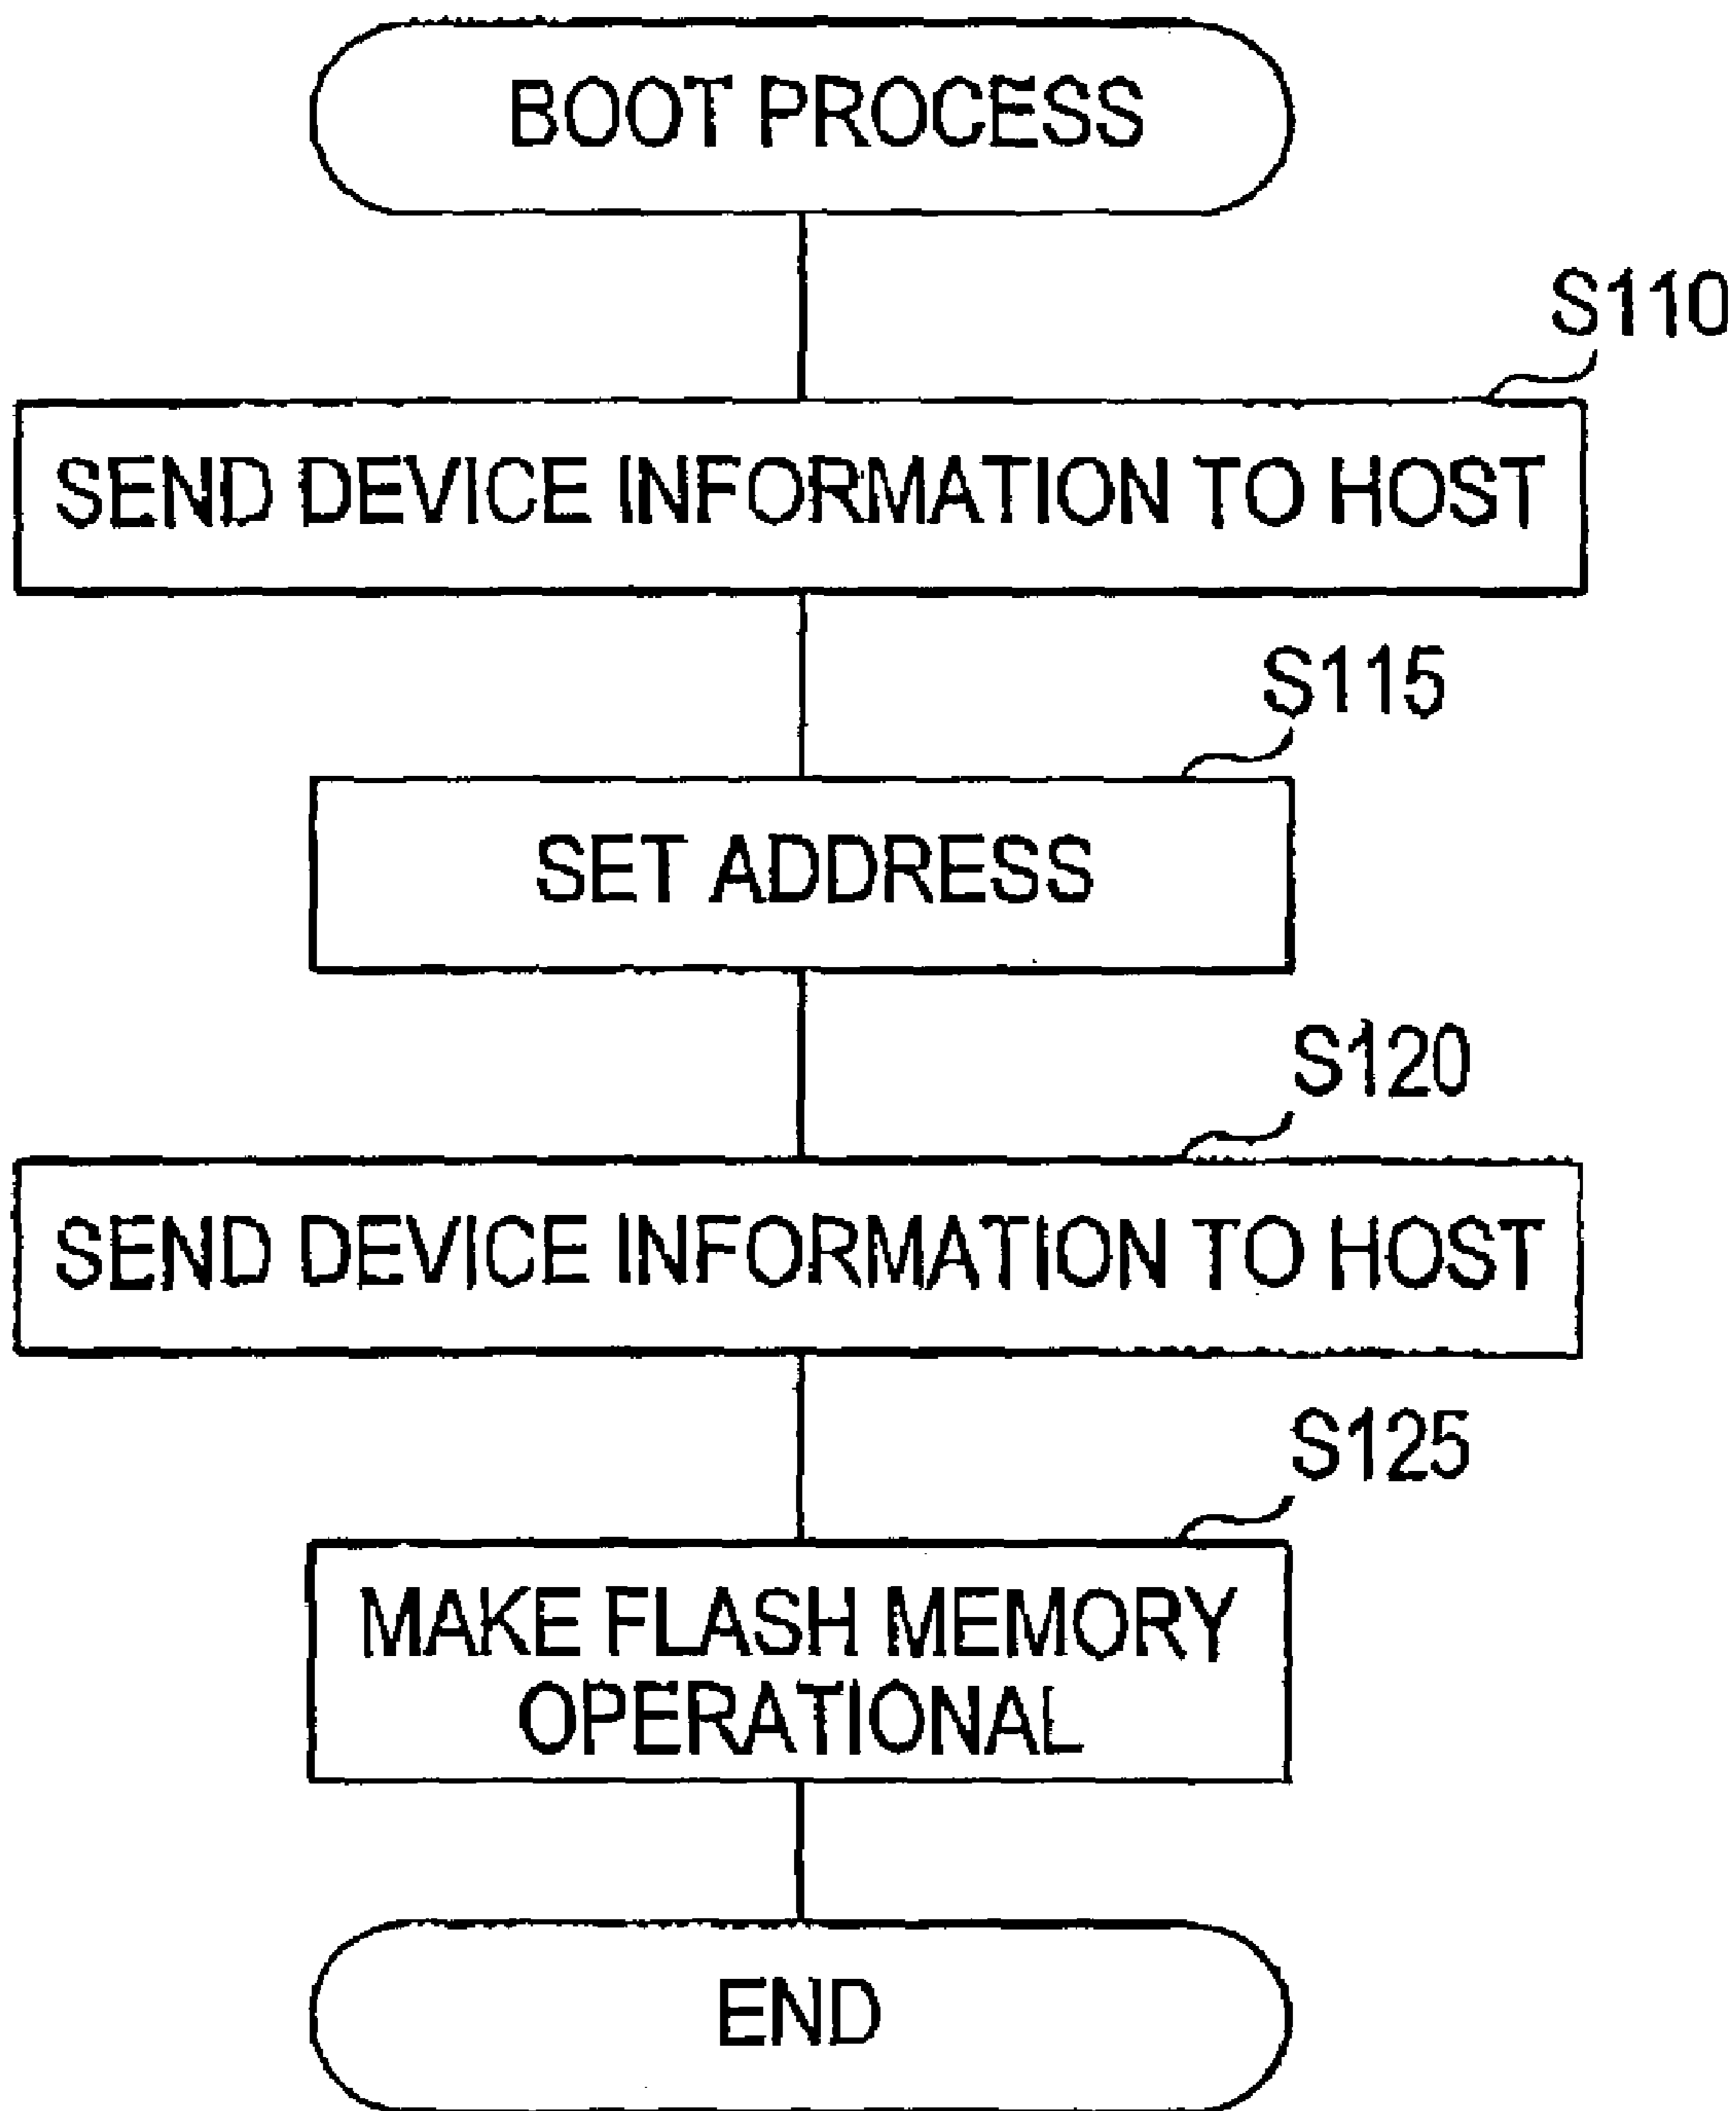 BOOT PROCESS
S110
SEND DEVICE INFORMATION TO HOST
S115
SET ADDRESS
S120
SEND DEVICE INFORMATION TO HOST
S125
MAKE FLASH MEMORY
OPERATIONAL
END